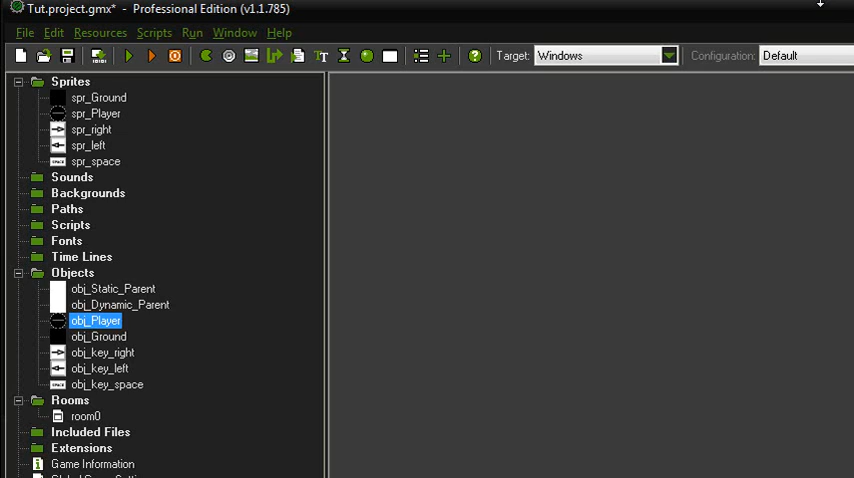 Tut.project.gmx* - Professional Edition (v1.1.785)
File Edit Resources Scripts Run Window Help
Target: Windows Configuration: Default
Sprites
spr_Ground
spr_Player
spr_right
spr_left
spr_space
Sounds
Backgrounds
Paths
Scripts
Fonts
Time Lines
Objects
obj_Static_Parent
obj_Dynamic_Parent
obj_Player
obj_Ground
obj_key_right
obj_key_left
obj_key_space
Rooms
room0
Included Files
Extensions
Game Information